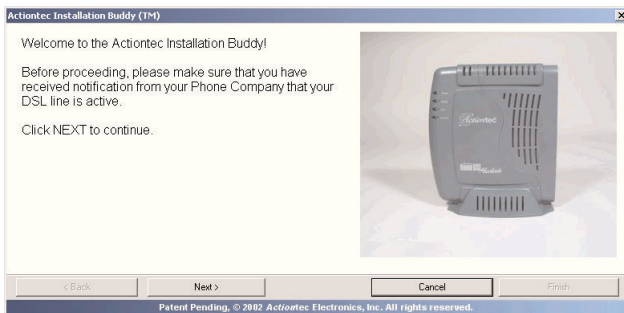 Actiontec Installation Buddy (TM)
Welcome to the Actiontec Installation Buddy!
Before proceeding, please make sure that you have
received notification from your Phone Company that your
DSL line is active.
Click NEXT to continue.
Actiontec
DSL Modem
< Back
Next >
Cancel
Finish
Patent Pending, © 2002 Actiontec Electronics, Inc. All rights reserved.